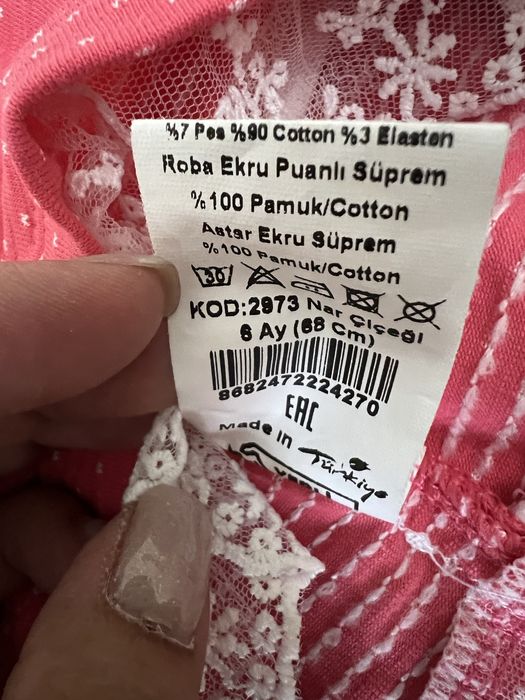 %7 Pes %90 Cotton %3 Elasten
Roba Ekru Puanlı Süprem
%100 Pamuk/Cotton
Astar Ekru Süprem
%100 Pamuk/Cotton
30
KOD:2973 Nar Çiçeği
6 Ay (68 Cm)
8682472224270
EAC
Made in Türkiye